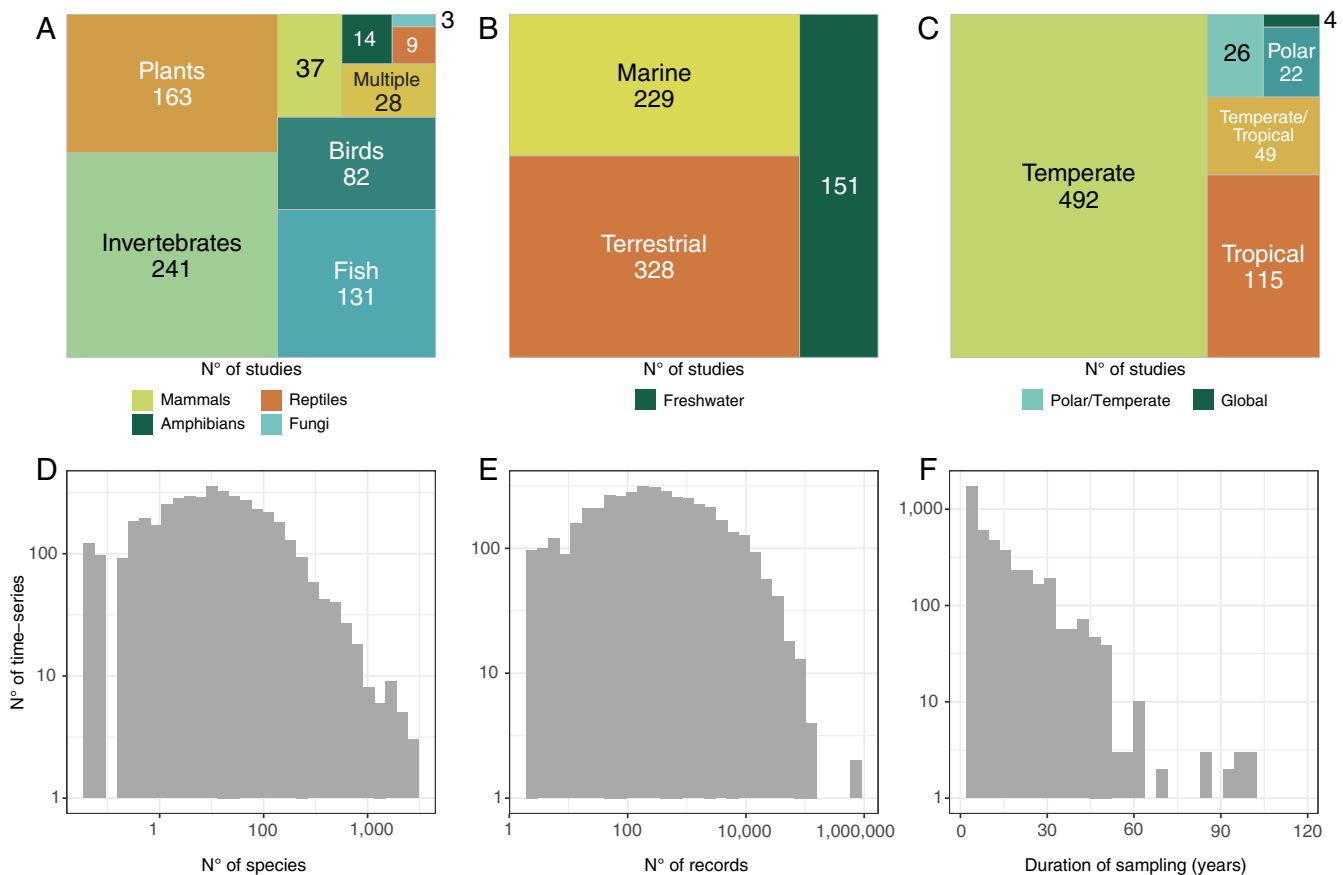 A
Plants
163
37
14
9
3
Multiple
28
Birds
82
Invertebrates
241
Fish
131
N° of studies
Mammals
Reptiles
Amphibians
Fungi
B
Marine
229
Terrestrial
328
151
N° of studies
Freshwater
C
Temperate
492
26
4
Polar
22
Temperate/
Tropical
49
Tropical
115
N° of studies
Polar/Temperate
Global
D
N° of time–series
100
10
1
1
100
1,000
N° of species
E
100
10
1
1
100
10,000
1,000,000
N° of records
F
1,000
100
10
1
0
30
60
90
120
Duration of sampling (years)